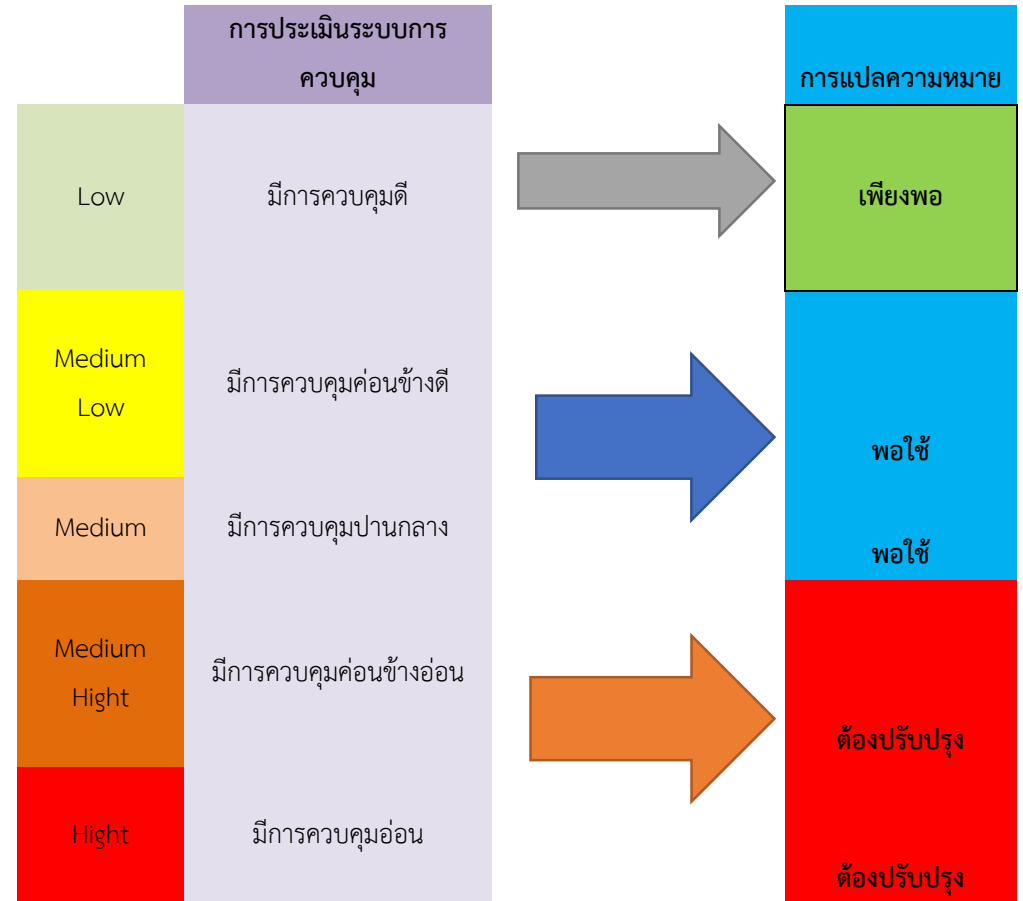 การประเมินระบบการ
ควบคุม
การแปลความหมาย
Low
มีการควบคุมดี
เพียงพอ
Medium
Low
มีการควบคุมค่อนข้างดี
พอใช้
Medium
มีการควบคุมปานกลาง
พอใช้
Medium
Hight
มีการควบคุมค่อนข้างอ่อน
ต้องปรับปรุง
Hight
มีการควบคุมอ่อน
ต้องปรับปรุง